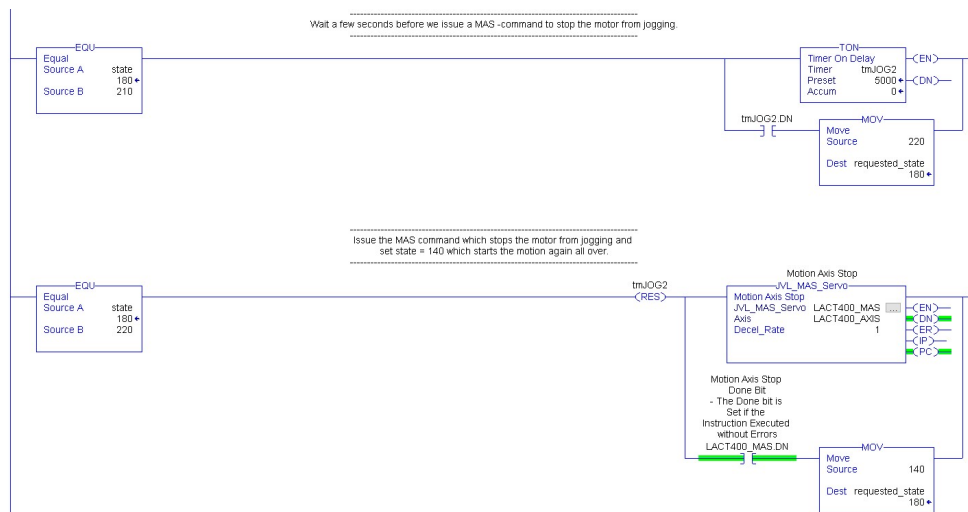 Wait a few seconds before we issue a MAS -command to stop the motor from jogging.
EQU
Equal
Source A state
180
Source B 210
TON
Timer On Delay
Timer tmJOG2
Preset 5000
Accum 0
EN
DN
tmJOG2.DN
MOV
Move
Source 220
Dest requested_state
180
Issue the MAS command which stops the motor from jogging and
set state = 140 which starts the motion again all over.
EQU
Equal
Source A state
180
Source B 220
tmJOG2
RES
Motion Axis Stop
JVL_MAS_Servo
Motion Axis Stop
JVL_MAS_Servo LACT400_MAS ...
Axis LACT400_AXIS
Decel_Rate 1
EN
DN
ER
IP
PC
Motion Axis Stop
Done Bit
- The Done bit is
Set if the
Instruction Executed
without Errors
LACT400_MAS.DN
MOV
Move
Source 140
Dest requested_state
180